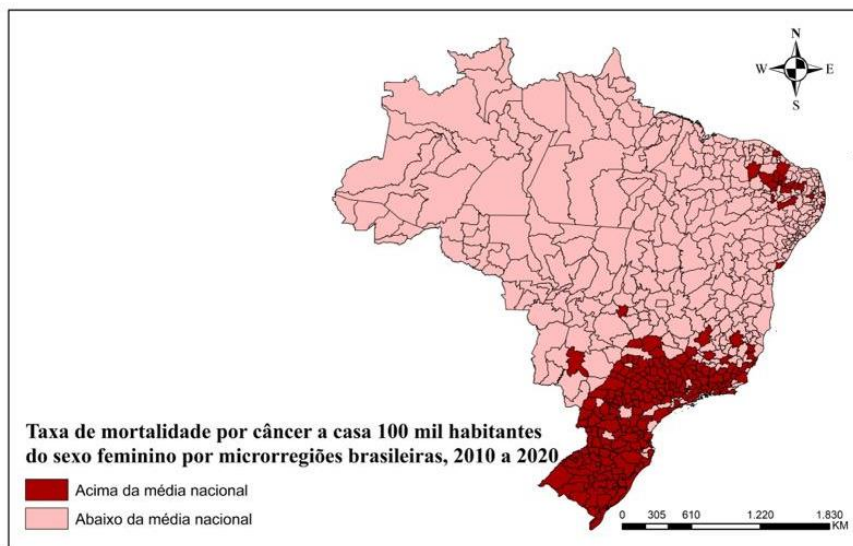 N
W E
S
Taxa de mortalidade por câncer a casa 100 mil habitantes
do sexo feminino por microrregiões brasileiras, 2010 a 2020
Acima da média nacional
Abaixo da média nacional
0 305 610 1.220 1.830
KM